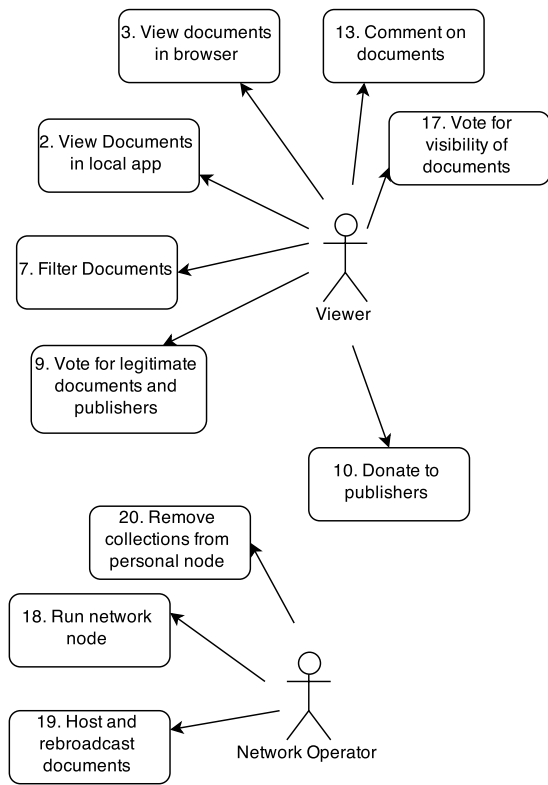 3. View documents
in browser
13. Comment on
documents
17. Vote for
visibility of
documents
2. View Documents
in local app
7. Filter Documents
Viewer
9. Vote for legitimate
documents and
publishers
10. Donate to
publishers
20. Remove
collections from
personal node
18. Run network
node
19. Host and
rebroadcast
documents
Network Operator